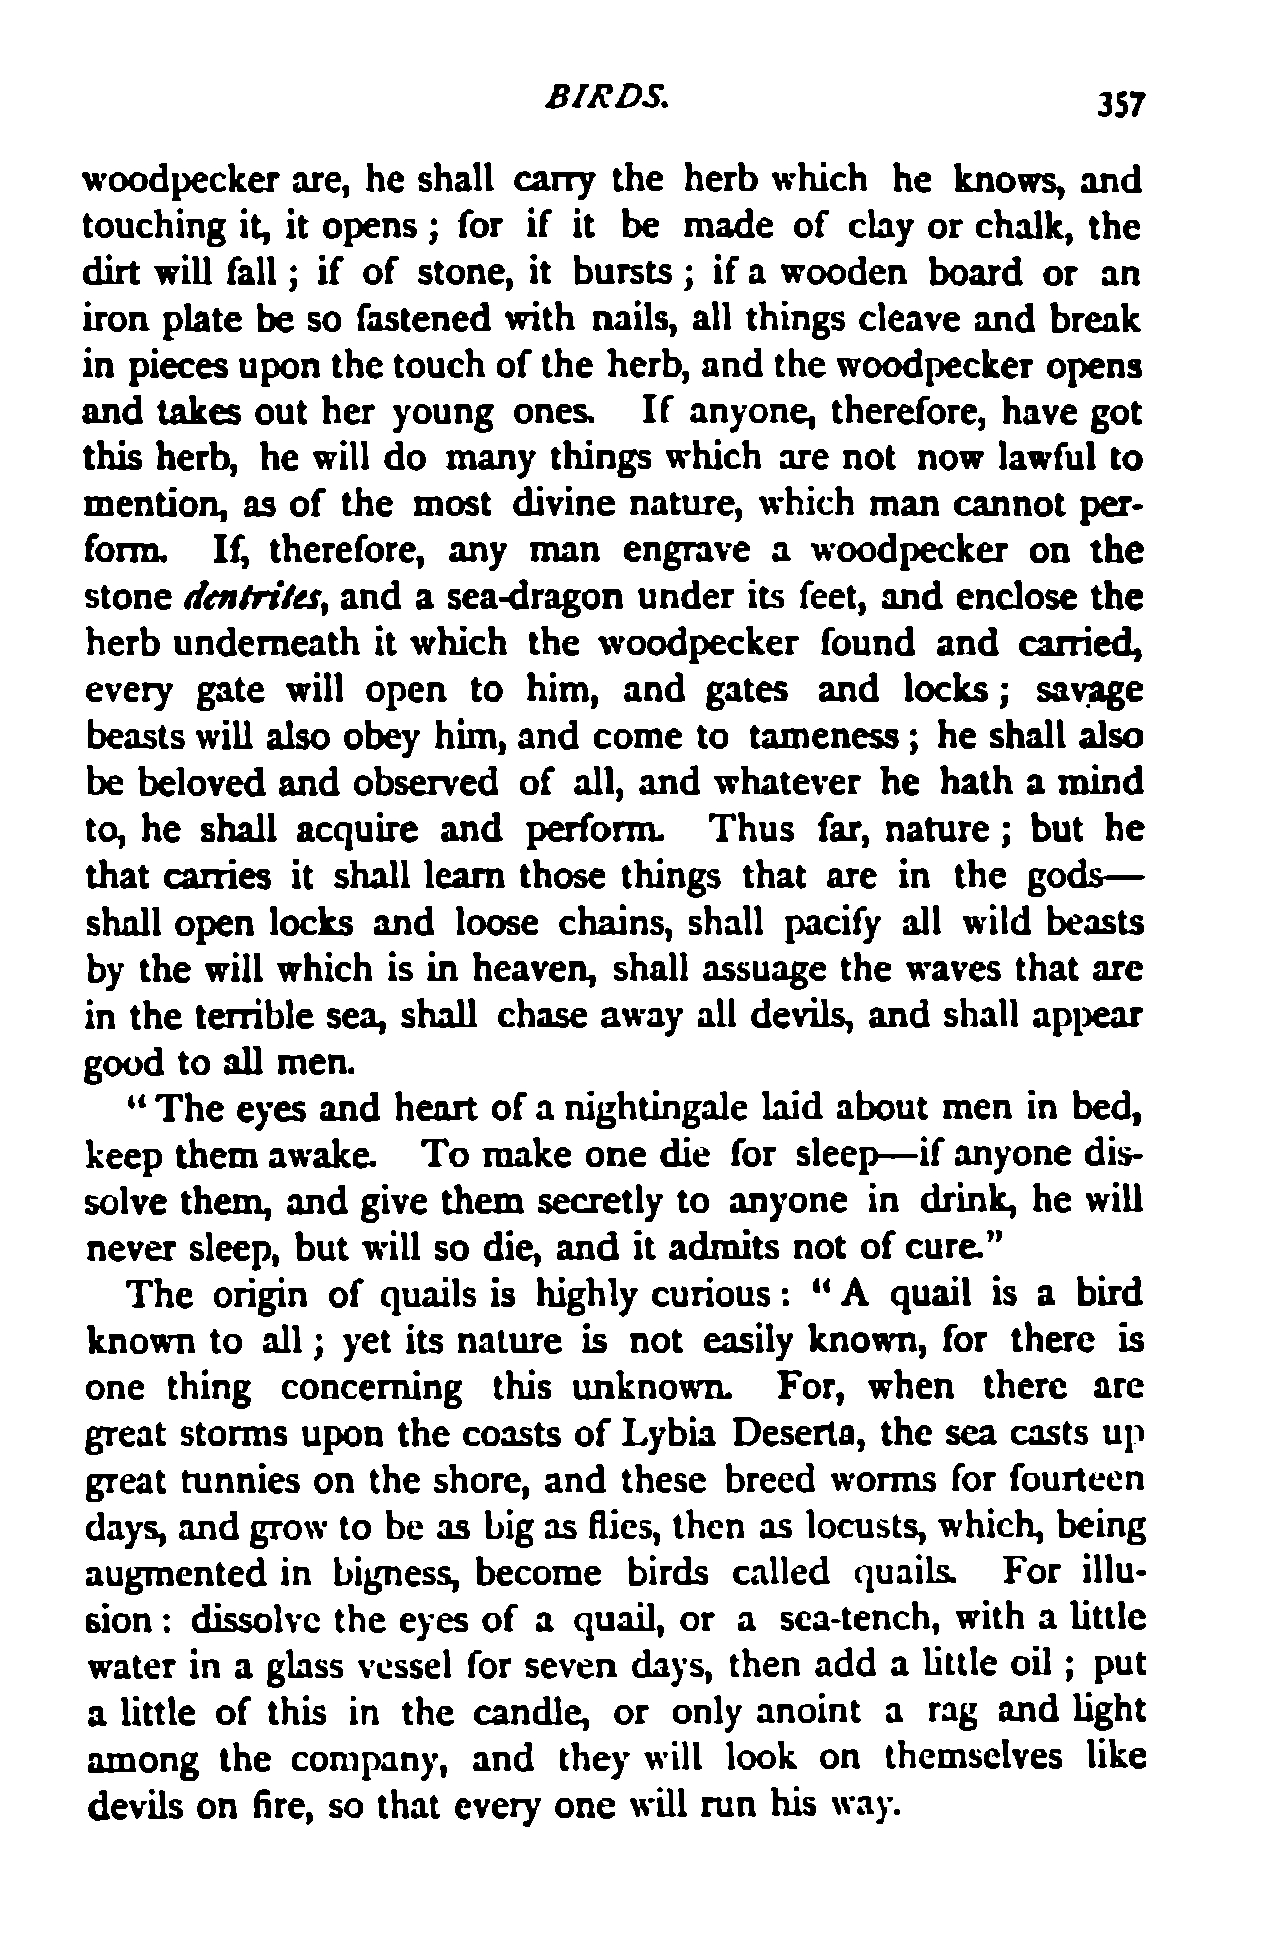 BIRDS.
357
woodpecker are, he shall carry the herb which he knows, and
touching it, it opens ; for if it be made of clay or chalk, the
dirt will fall ; if of stone, it bursts ; if a wooden board or an
iron plate be so fastened with nails, all things cleave and break
in pieces upon the touch of the herb, and the woodpecker opens
and takes out her young ones. If anyone, therefore, have got
this herb, he will do many things which are not now lawful to
mention, as of the most divine nature, which man cannot per-
form. If, therefore, any man engrave a woodpecker on the
stone dentrites, and a sea-dragon under its feet, and enclose the
herb underneath it which the woodpecker found and carried,
every gate will open to him, and gates and locks ; savage
beasts will also obey him, and come to tameness ; he shall also
be beloved and observed of all, and whatever he hath a mind
to, he shall acquire and perform. Thus far, nature ; but he
that carries it shall learn those things that are in the gods—
shall open locks and loose chains, shall pacify all wild beasts
by the will which is in heaven, shall assuage the waves that are
in the terrible sea, shall chase away all devils, and shall appear
good to all men.
“ The eyes and heart of a nightingale laid about men in bed,
keep them awake. To make one die for sleep—if anyone dis-
solve them, and give them secretly to anyone in drink, he will
never sleep, but will so die, and it admits not of cure.”
The origin of quails is highly curious : “ A quail is a bird
known to all ; yet its nature is not easily known, for there is
one thing concerning this unknown. For, when there are
great storms upon the coasts of Lybia Deserta, the sea casts up
great tunnies on the shore, and these breed worms for fourteen
days, and grow to be as big as flies, then as locusts, which, being
augmented in bigness, become birds called quails. For illu-
sion : dissolve the eyes of a quail, or a sea-tench, with a little
water in a glass vessel for seven days, then add a little oil ; put
a little of this in the candle, or only anoint a rag and light
among the company, and they will look on themselves like
devils on fire, so that every one will run his way.